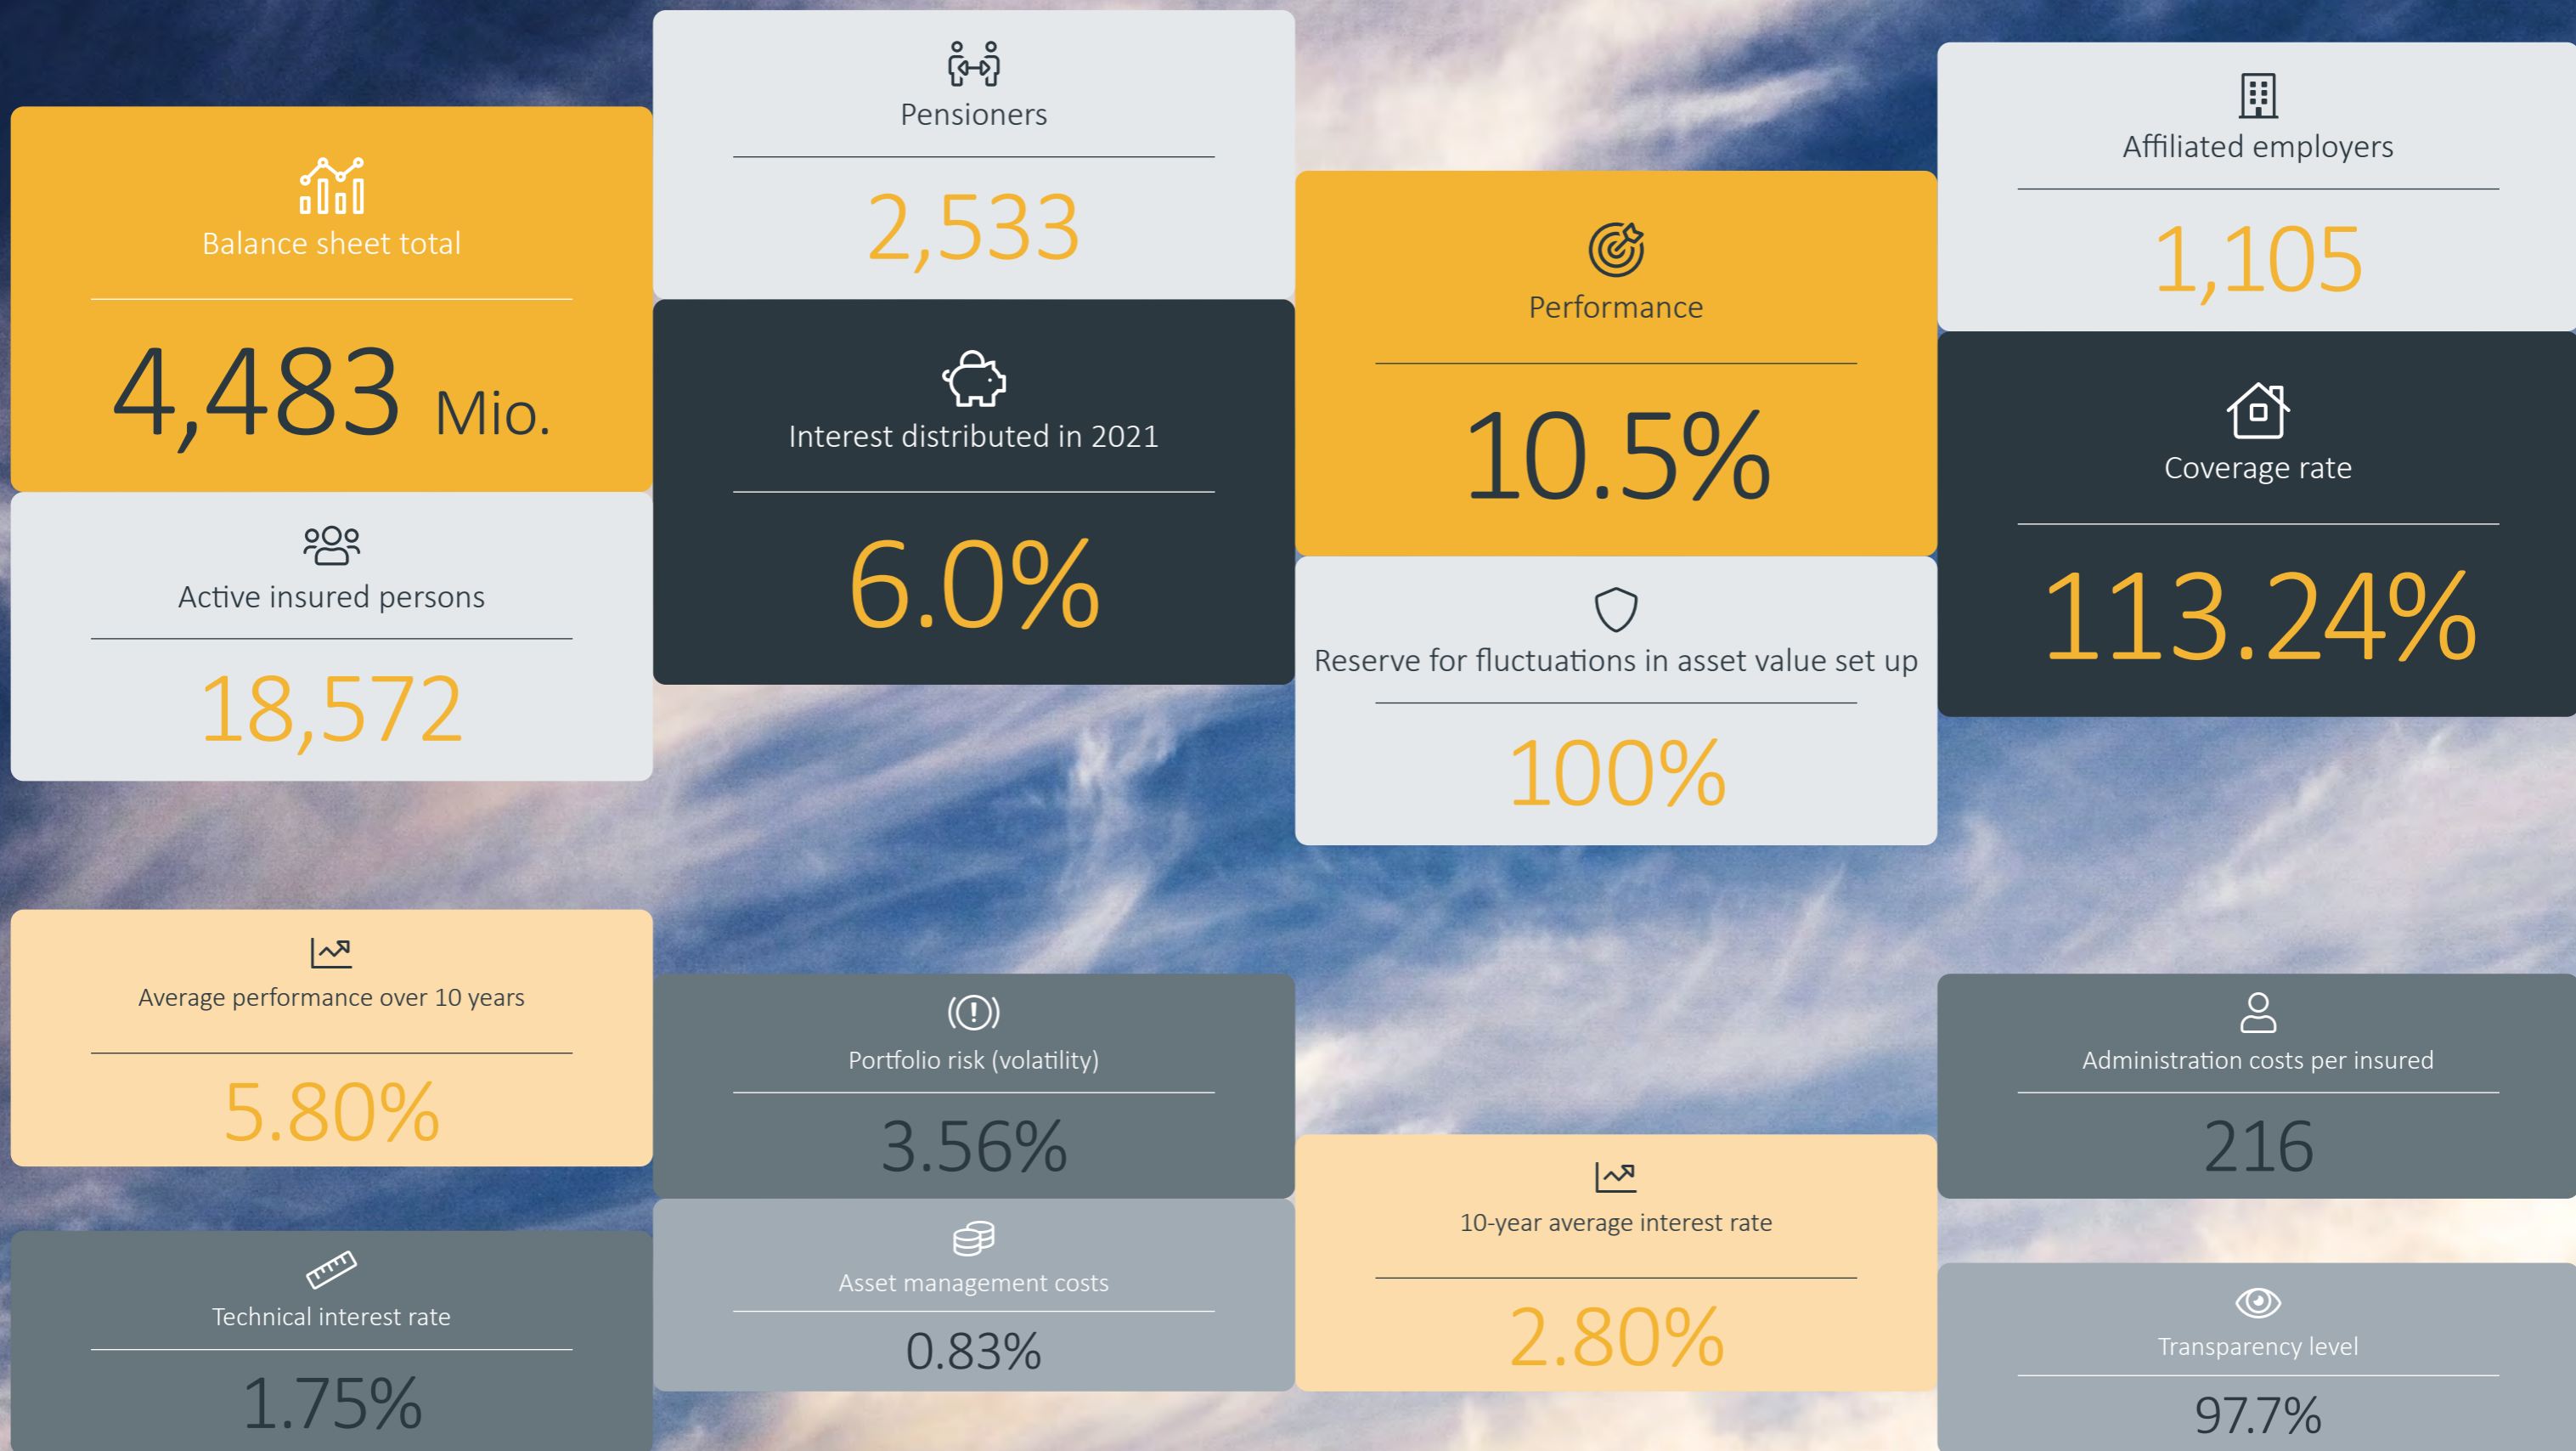 Balance sheet total
4,483 Mio.
Active insured persons
18,572
Pensioners
2,533
Interest distributed in 2021
6.0%
Performance
10.5%
Reserve for fluctuations in asset value set up
100%
Affiliated employers
1,105
Coverage rate
113.24%
Average performance over 10 years
5.80%
Technical interest rate
1.75%
Portfolio risk (volatility)
3.56%
Asset management costs
0.83%
10-year average interest rate
2.80%
Administration costs per insured
216
Transparency level
97.7%